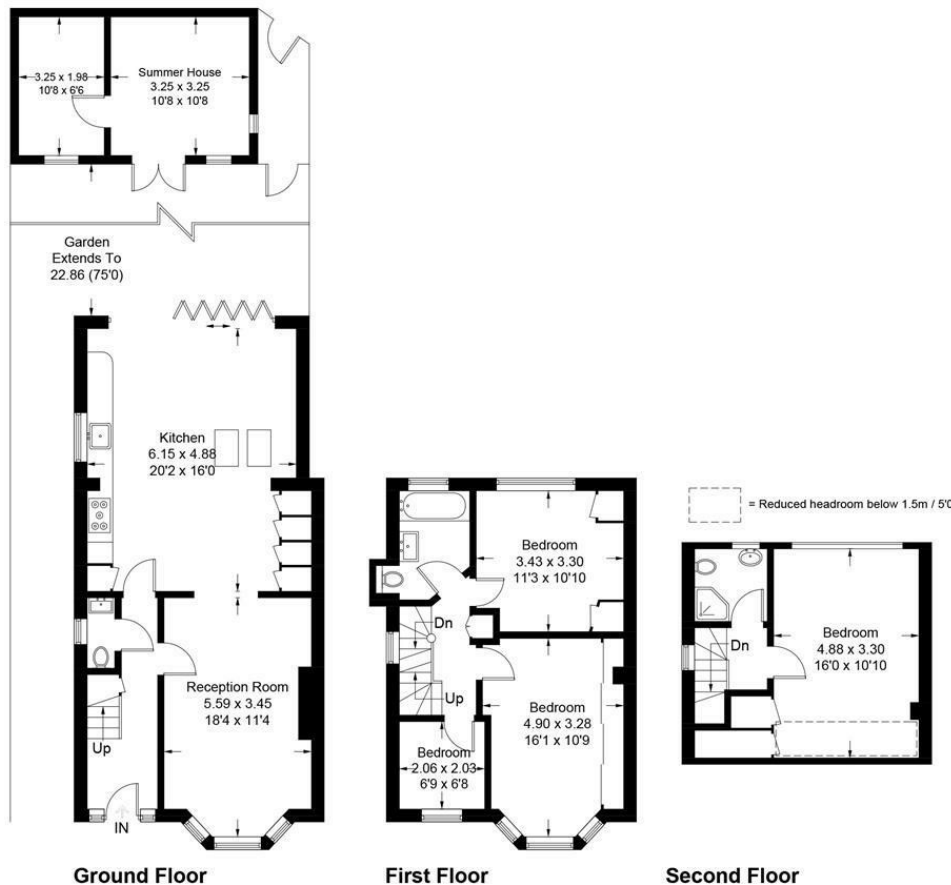 3.25 x 1.98
10'8 x 6'6
Summer House
3.25 x 3.25
10'8 x 10'8
Garden
Extends To
22.86 (75'0)
Kitchen
6.15 x 4.88
20'2 x 16'0
Reception Room
5.59 x 3.45
18'4 x 11'4
Up
IN
Ground Floor
Bedroom
3.43 x 3.30
11'3 x 10'10
Dn
Up
Bedroom
4.90 x 3.28
16'1 x 10'9
Bedroom
2.06 x 2.03
6'9 x 6'8
First Floor
= Reduced headroom below 1.5m / 5'0
Dn
Bedroom
4.88 x 3.30
16'0 x 10'10
Second Floor